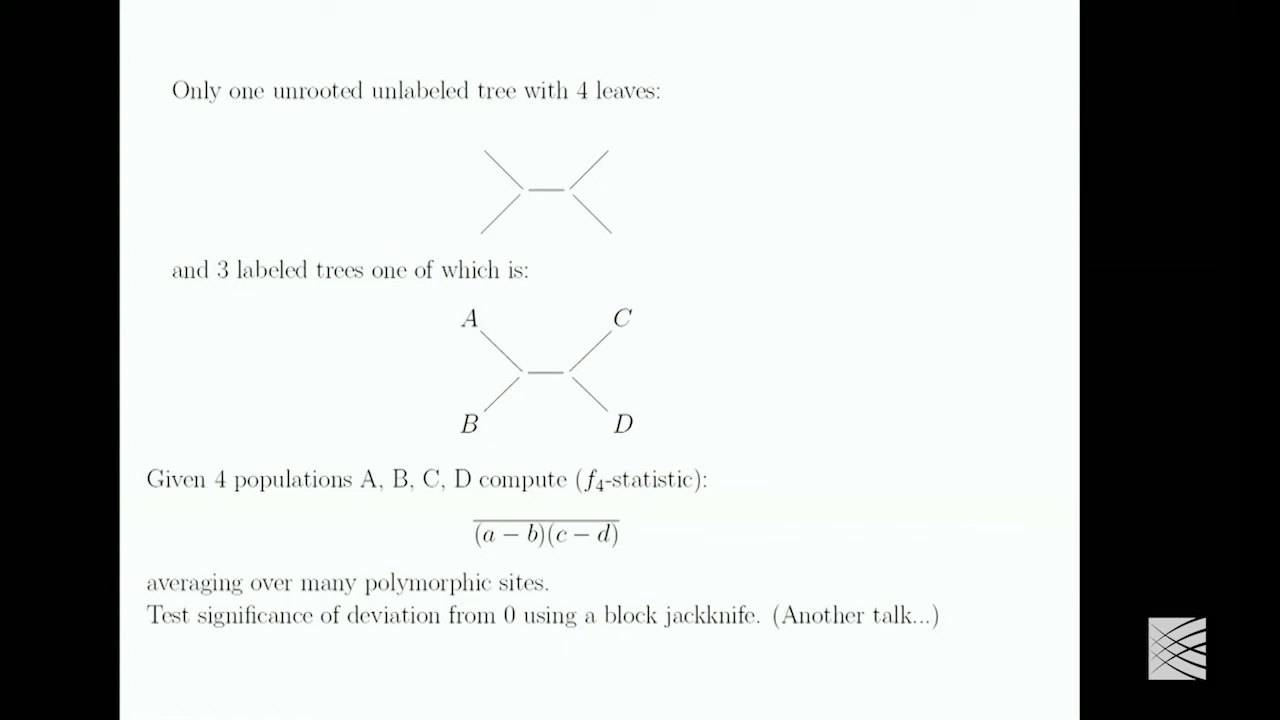 Only one unrooted unlabeled tree with 4 leaves:
and 3 labeled trees one of which is:
A C
B D
Given 4 populations A, B, C, D compute (f₄-statistic):
(a − b)(c − d)
averaging over many polymorphic sites.
Test significance of deviation from 0 using a block jackknife. (Another talk...)